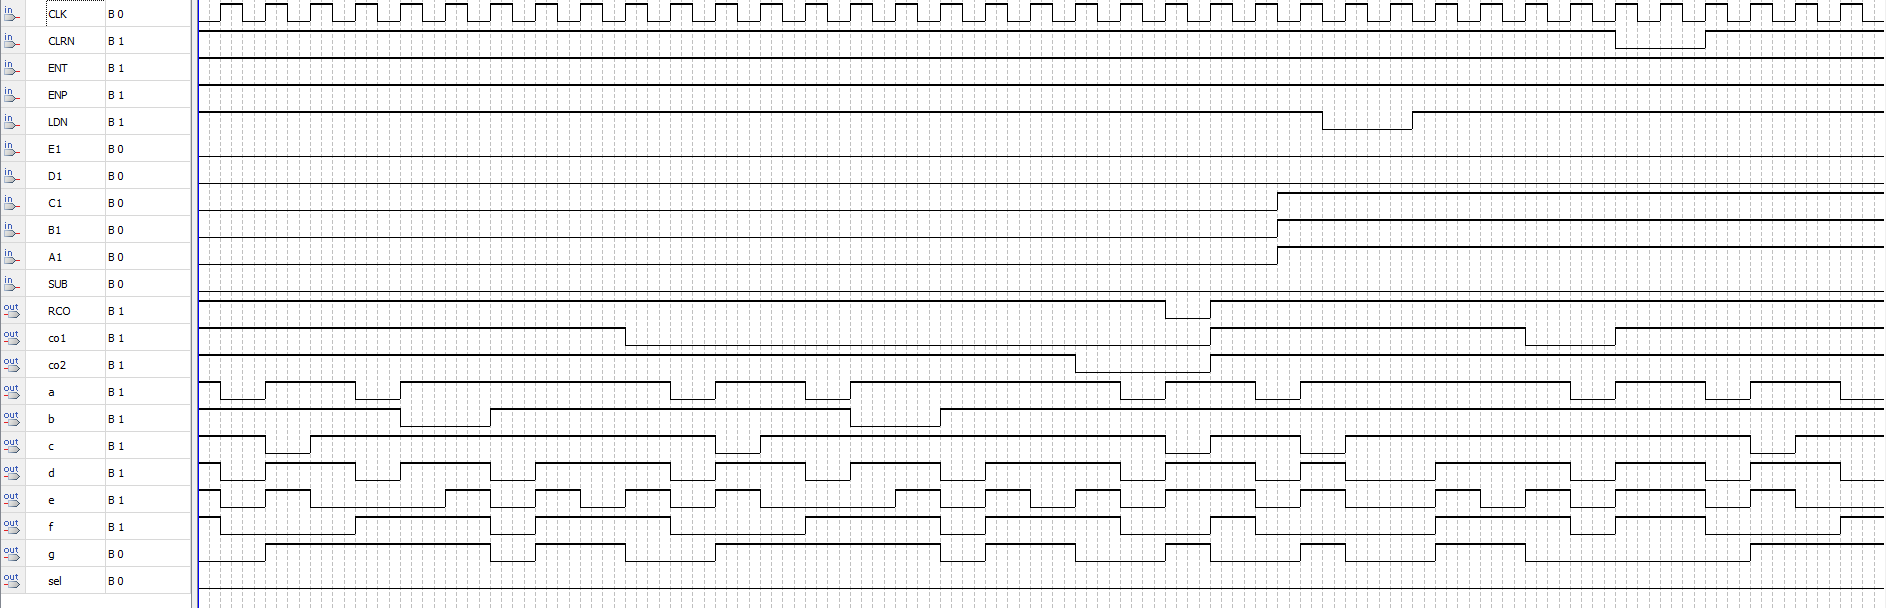 in CLK B 0
in CLRN B 1
in ENT B 1
in ENP B 1
in LDN B 1
in E1 B 0
in D1 B 0
in C1 B 0
in B1 B 0
in A1 B 0
in SUB B 0
out RCO B 1
out co1 B 1
out co2 B 1
out a B 1
out b B 1
out c B 1
out d B 1
out e B 1
out f B 1
out g B 0
out sel B 0